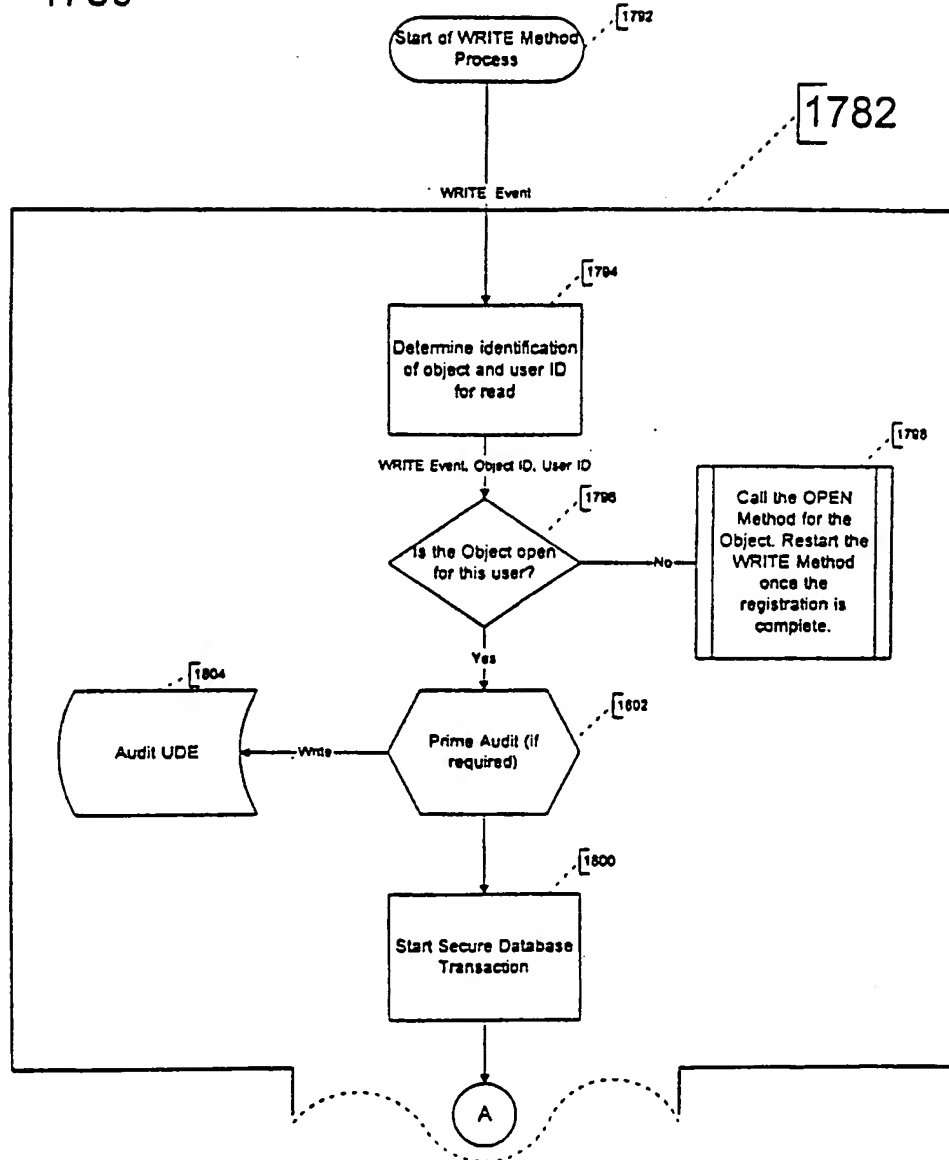 Start of WRITE Method
Process
1792
1782
WRITE Event
1794
Determine identification
of object and user ID
for read
WRITE Event, Object ID, User ID
1796
Is the Object open
for this user?
No
1798
Call the OPEN
Method for the
Object. Restart the
WRITE Method
once the
registration is
complete.
Yes
1804
Audit UDE
Write
1802
Prime Audit (if
required)
1800
Start Secure Database
Transaction
A